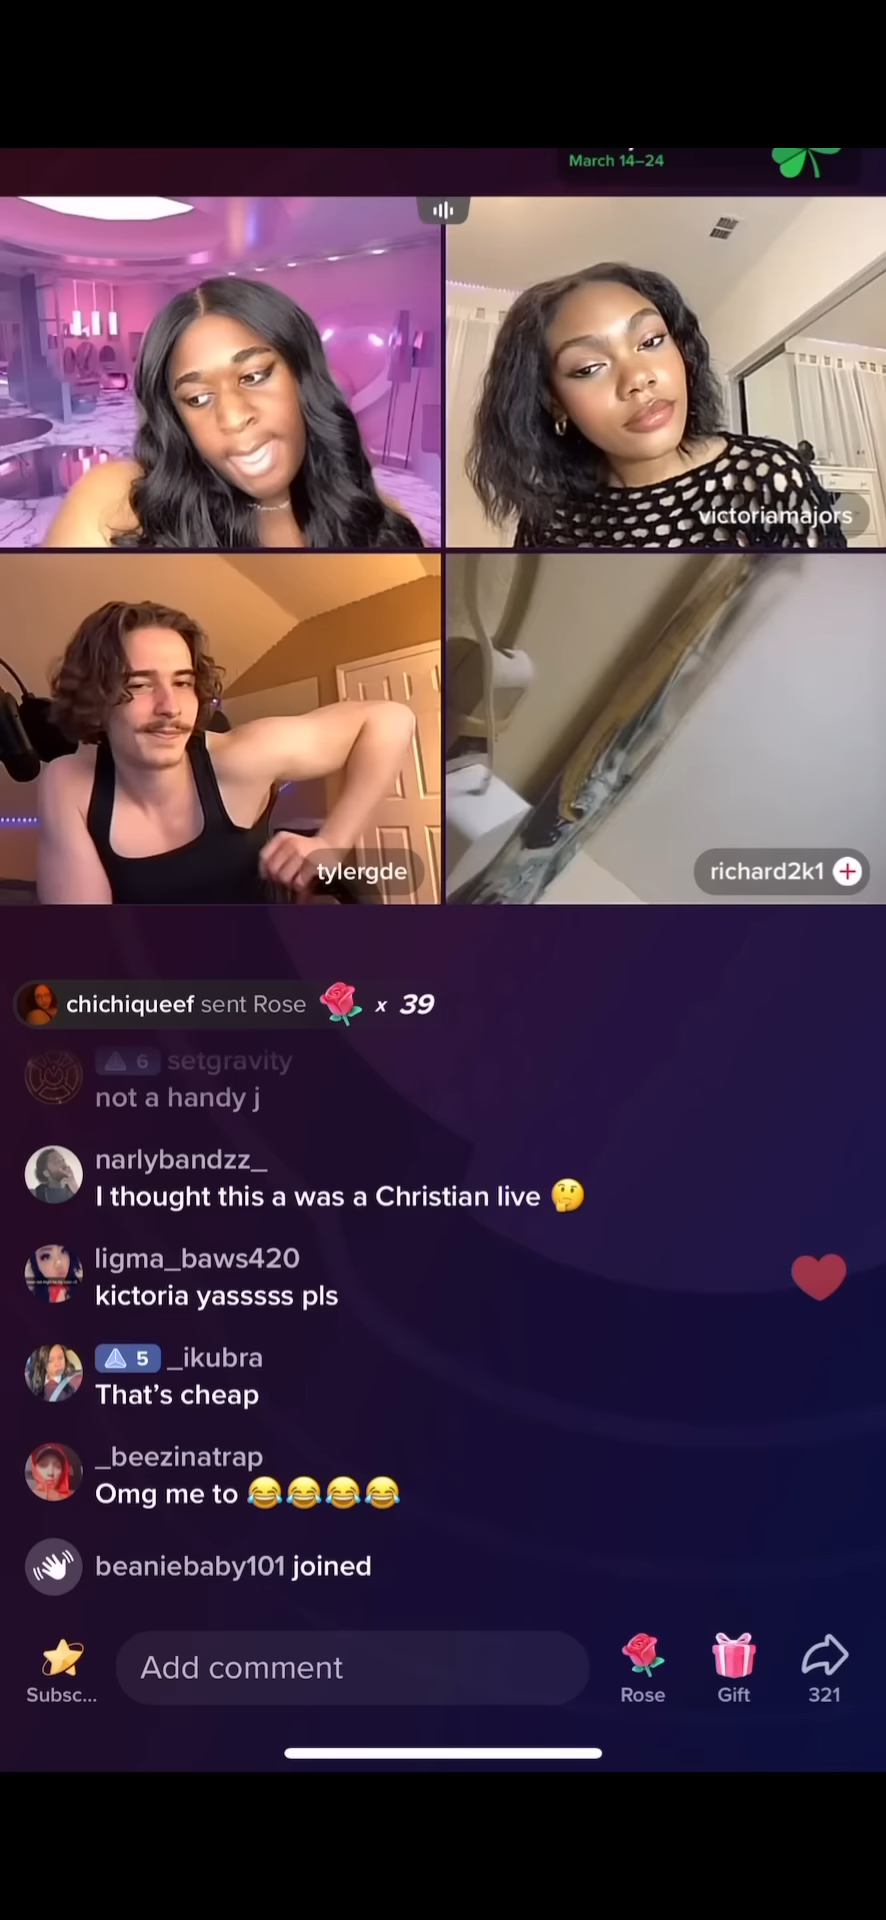 March 14–24
victoriamajors
tylergde
richard2k1
chichiqueef sent Rose x 39
6 setgravity
not a handy j
narlybandzz_
I thought this a was a Christian live 🤔
ligma_baws420
kictoria yasssss pls
5 _ikubra
That's cheap
_beezinatrap
Omg me to 😂😂😂😂
beaniebaby101 joined
Add comment
Subsc...
Rose
Gift
321